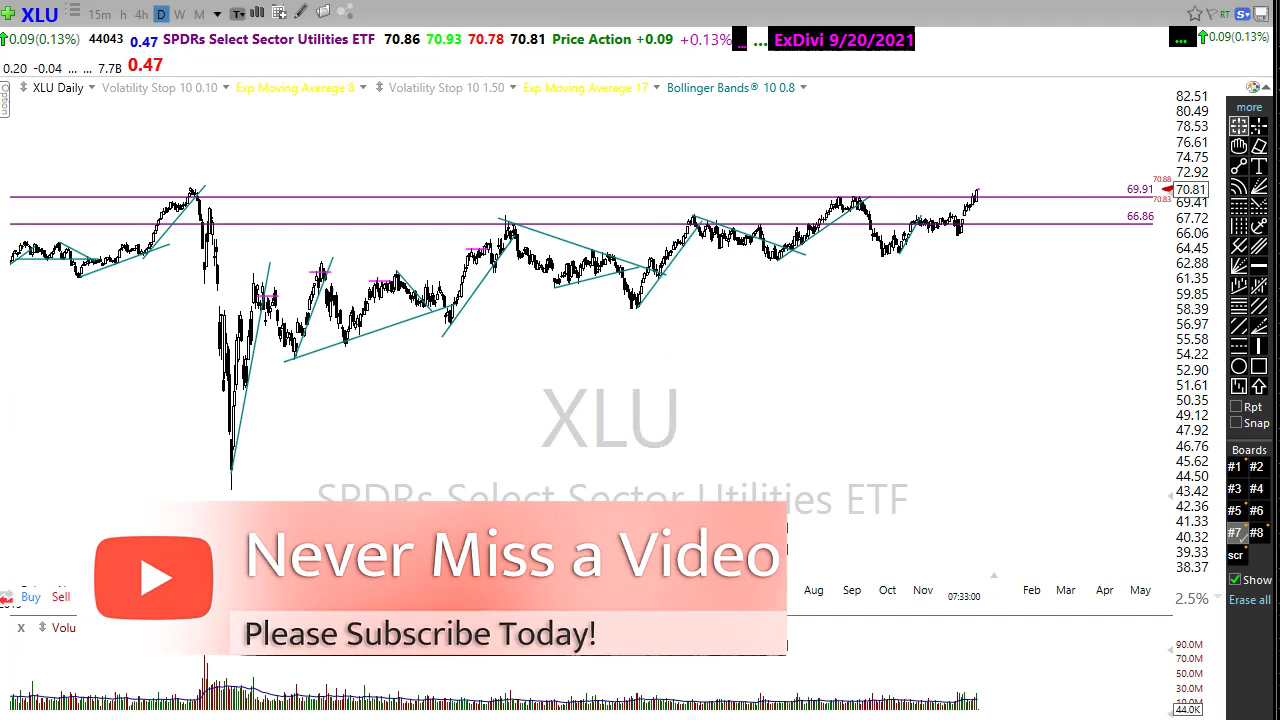 XLU 15m h 4h D W M T
0.09(0.13%) 44043 0.47 SPDRs Select Sector Utilities ETF 70.86 70.93 70.78 70.81 Price Action +0.09 +0.13% ... ExDivi 9/20/2021 ... 0.09(0.13%)
RT
S
0.20 -0.04 ... ... 7.7B 0.47
Option
XLU Daily Volatility Stop 10 0.10 Exp Moving Average 8 Volatility Stop 10 1.50 Exp Moving Average 17 Bollinger Bands® 10 0.8
82.51
80.49
78.53
76.61
74.75
72.92
70.88
69.91 70.81
70.83
69.41
66.86 67.72
66.06
64.45
62.88
61.35
59.85
58.39
56.97
55.58
54.22
52.90
51.61
50.35
49.12
47.92
46.76
45.62
44.50
43.42
42.36
41.33
40.32
39.33
38.37
more
Rpt
Snap
Boards
#1 #2
#3 #4
#5 #6
#7 #8
scr
Show
Erase all
XLU
SPDRs Select Sector Utilities ETF
Never Miss a Video
Please Subscribe Today!
Buy Sell
Aug Sep Oct Nov 07:33:00 Feb Mar Apr May 2.5%
X Volu
90.0M
70.0M
50.0M
30.0M
10.0M
44.0K